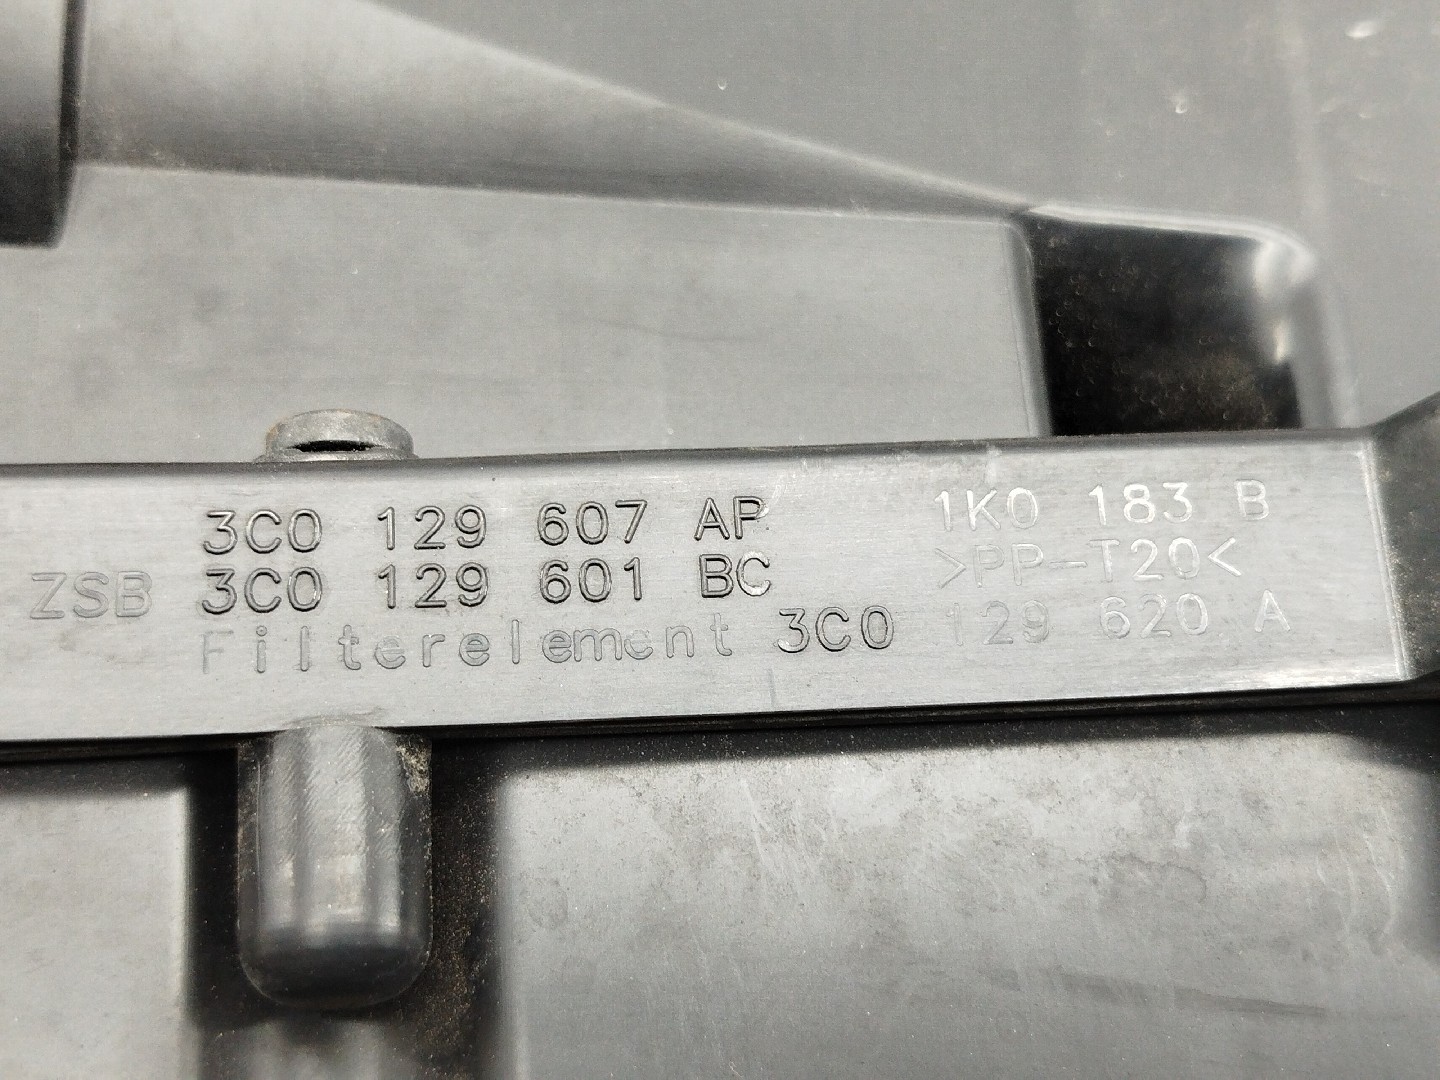 3C0 129 607 AP 1K0 183 B
ZSB 3C0 129 601 BC >PP-T20<
Filterelement 3C0 129 620 A